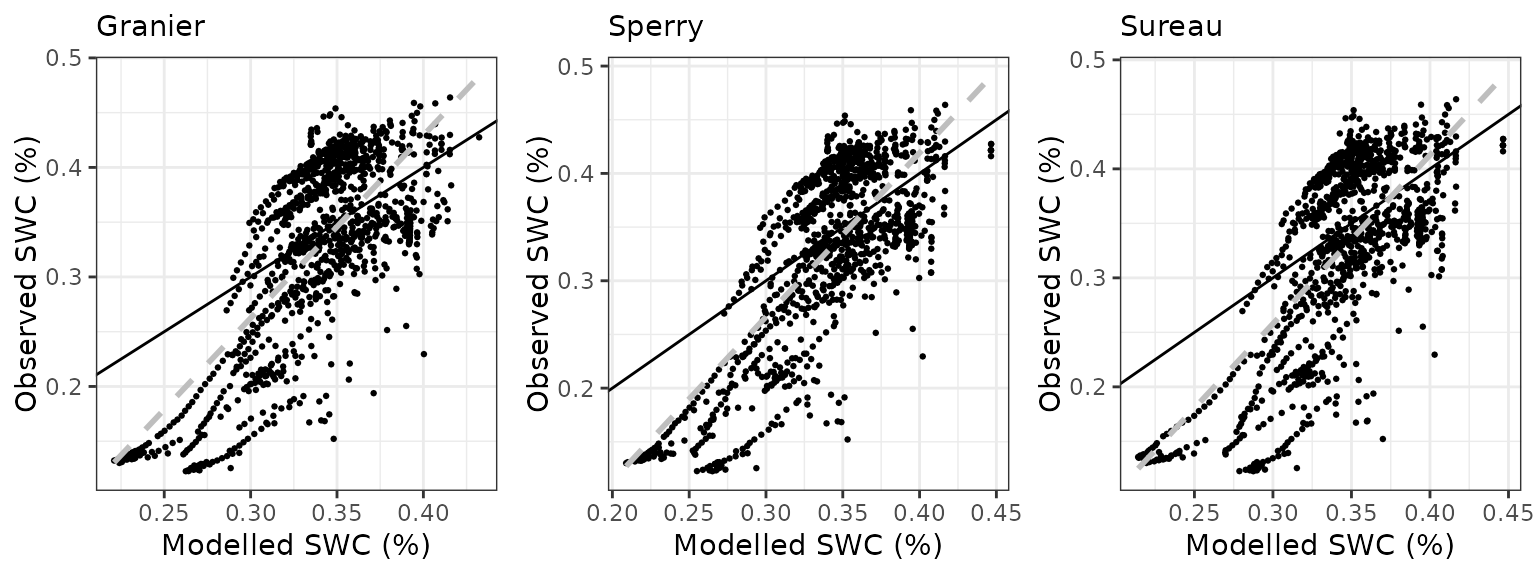 Granier
Observed SWC (%)
0.5
0.4
0.3
0.2
0.25 0.30 0.35 0.40
Modelled SWC (%)
Sperry
Observed SWC (%)
0.5
0.4
0.3
0.2
0.20 0.25 0.30 0.35 0.40 0.45
Modelled SWC (%)
Sureau
Observed SWC (%)
0.5
0.4
0.3
0.2
0.25 0.30 0.35 0.40 0.45
Modelled SWC (%)